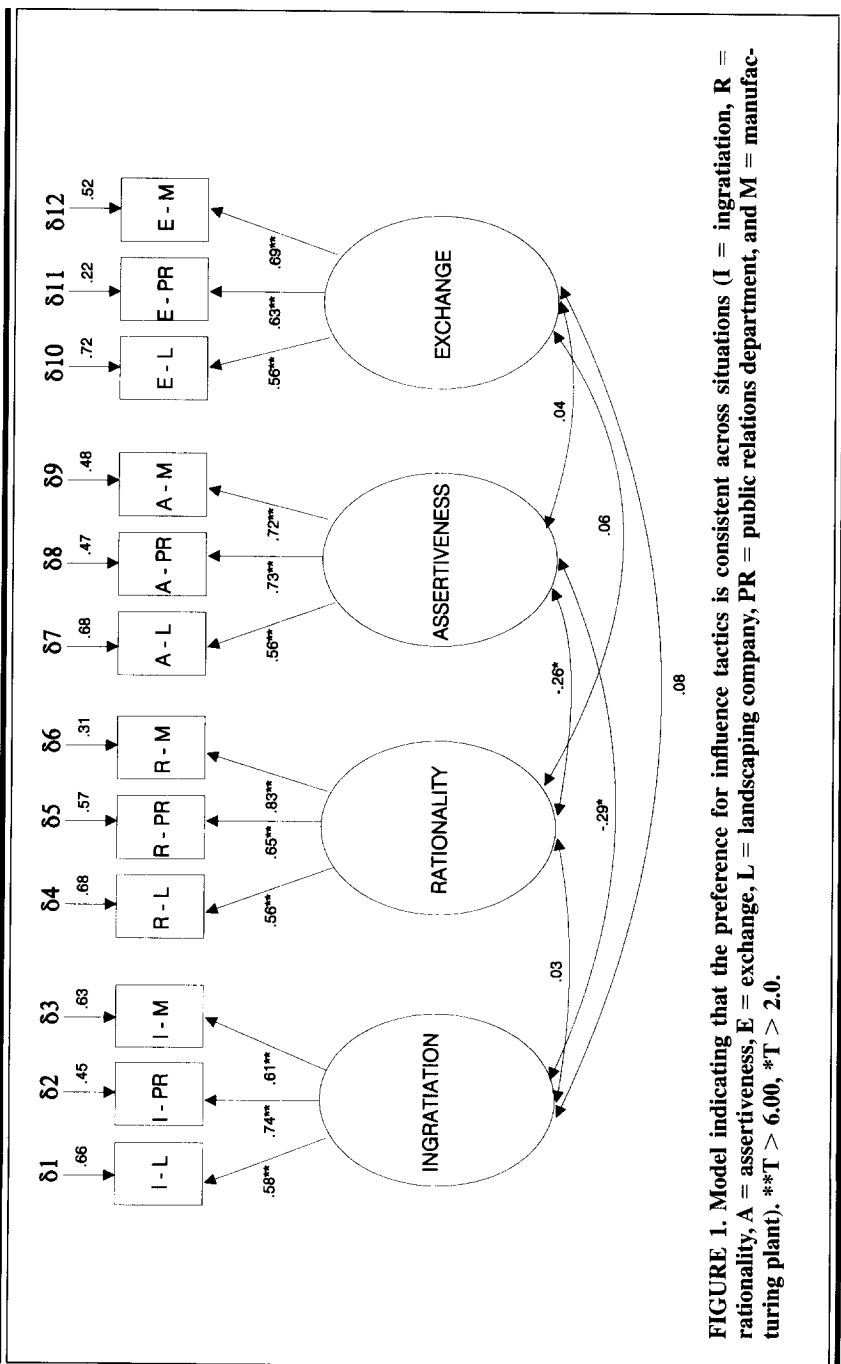 δ1 δ2 δ3 δ4 δ5 δ6 δ7 δ8 δ9 δ10 δ11 δ12
.66 .45 .63 .68 .57 .31 .68 .47 .48 .72 .22 .52
I - L I - PR I - M R - L R - PR R - M A - L A - PR A - M E - L E - PR E - M
.58** .74** .61** .56** .65** .83** .56** .73** .72** .56** .63** .69**
INGRATIATION RATIONALITY ASSERTIVENESS EXCHANGE
.03 -.26* .04
-.29* .06
.08
FIGURE 1. Model indicating that the preference for influence tactics is consistent across situations (I = ingratiation, R =
rationality, A = assertiveness, E = exchange, L = landscaping company, PR = public relations department, and M = manufac-
turing plant). **T > 6.00, *T > 2.0.